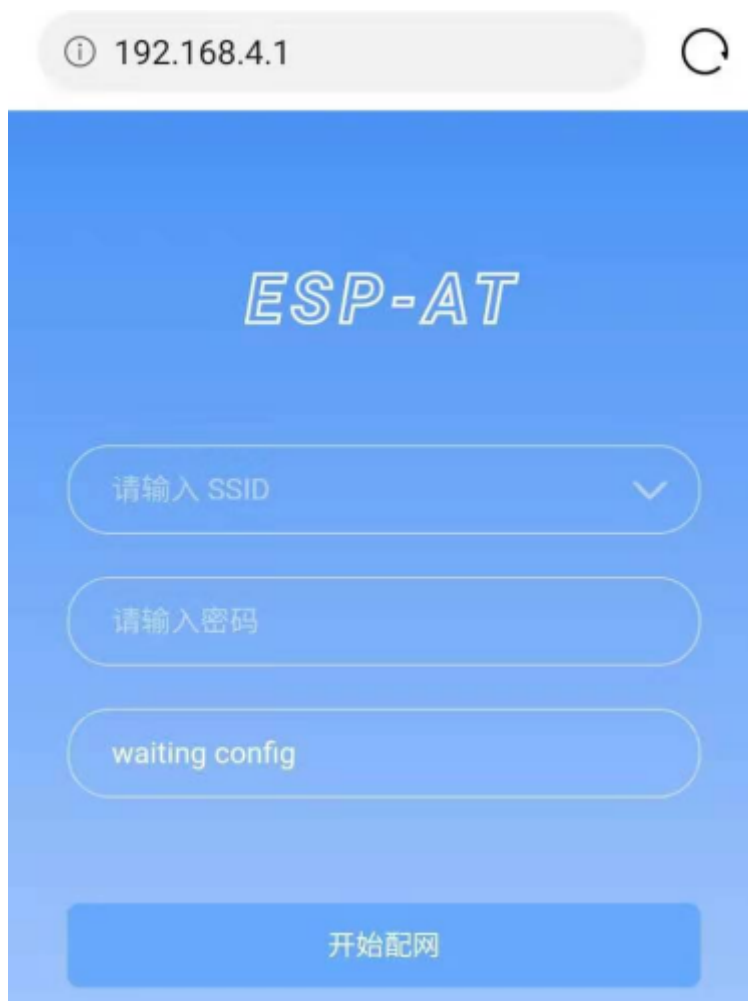 192.168.4.1
ESP-AT
请输入 SSID
请输入密码
waiting config
开始配网